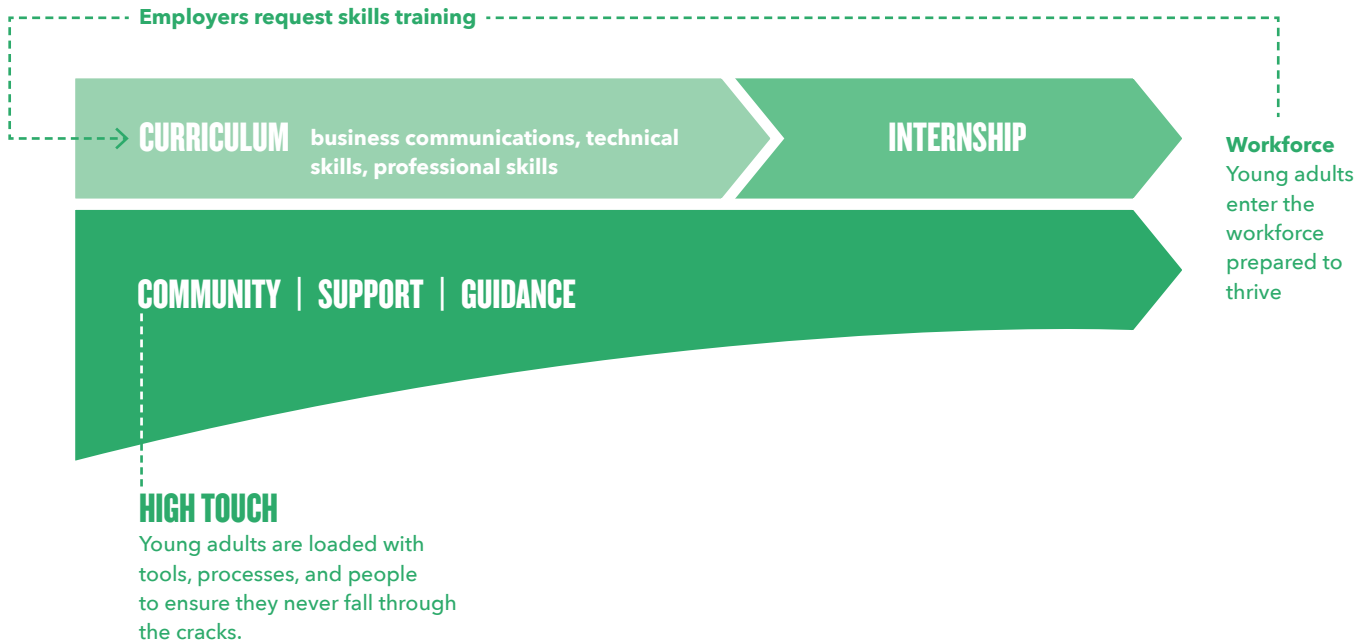 Employers request skills training
CURRICULUM
business communications, technical
skills, professional skills
INTERNSHIP
Workforce
Young adults
enter the
workforce
prepared to
thrive
COMMUNITY | SUPPORT | GUIDANCE
HIGH TOUCH
Young adults are loaded with
tools, processes, and people
to ensure they never fall through
the cracks.